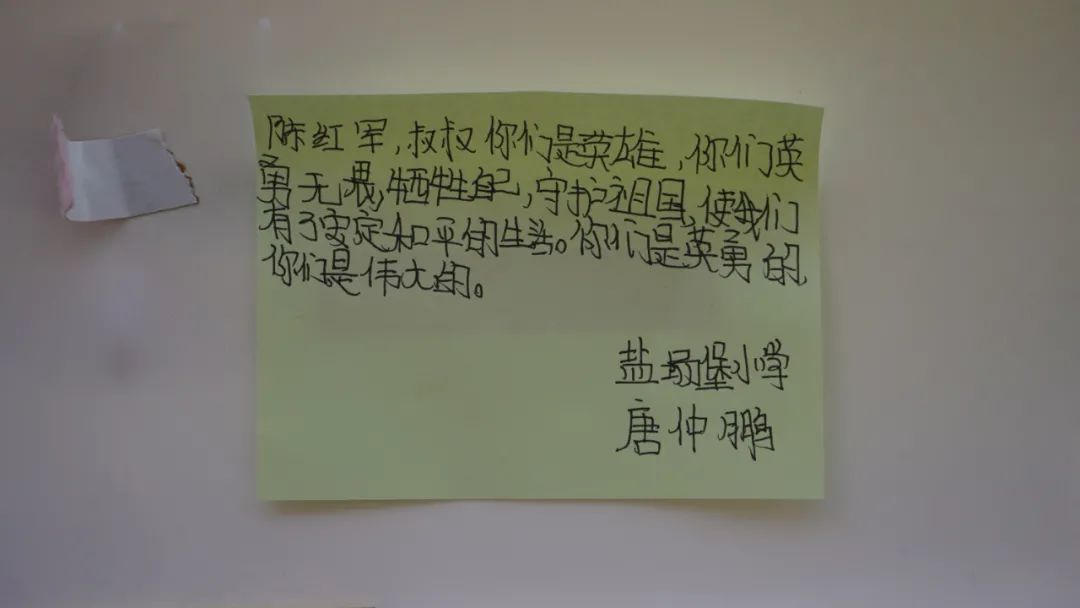 陈红军,叔叔你们是英雄,你们英
勇无畏,牺牲自己,守护祖国,使我们
有了安定和平的生活。你们是英勇的,
你们是伟大的。
盐场堡小学
唐仲鹏